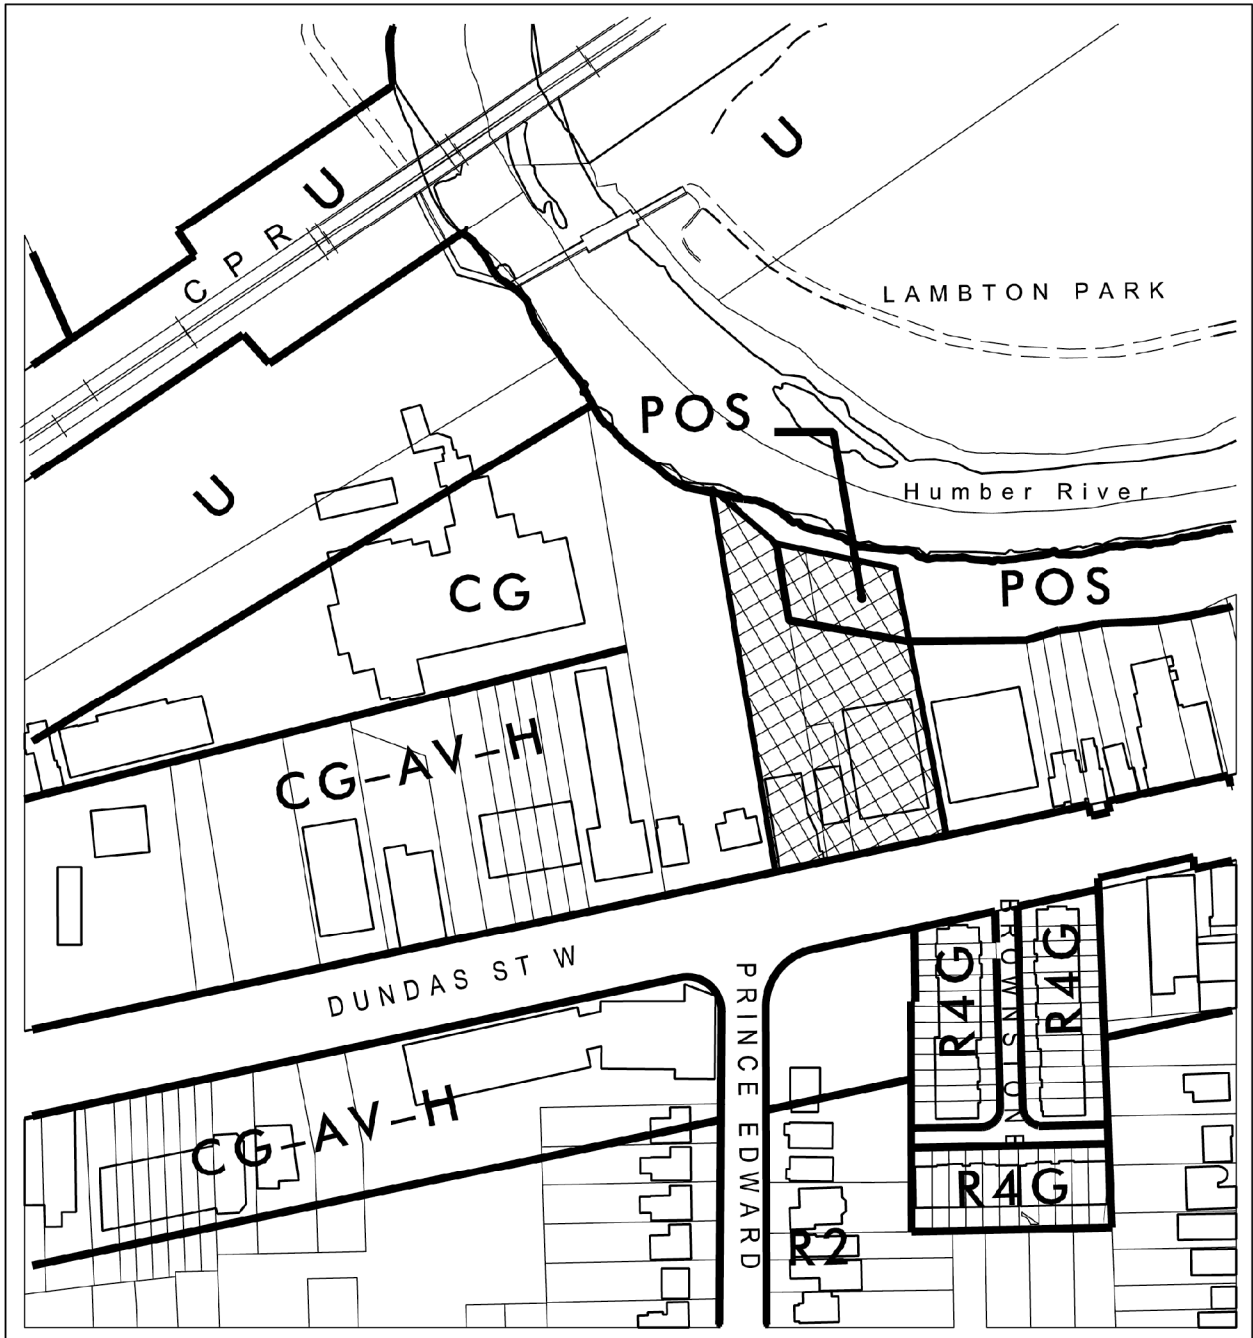 U
U
CPR
LAMBTON PARK
POS
Humber River
U
POS
CG
CG-AV-H
BROWNSTONE
R4G
R4G
DUNDAS ST W
PRINCE EDWARD
CG-AV-H
R4G
R2